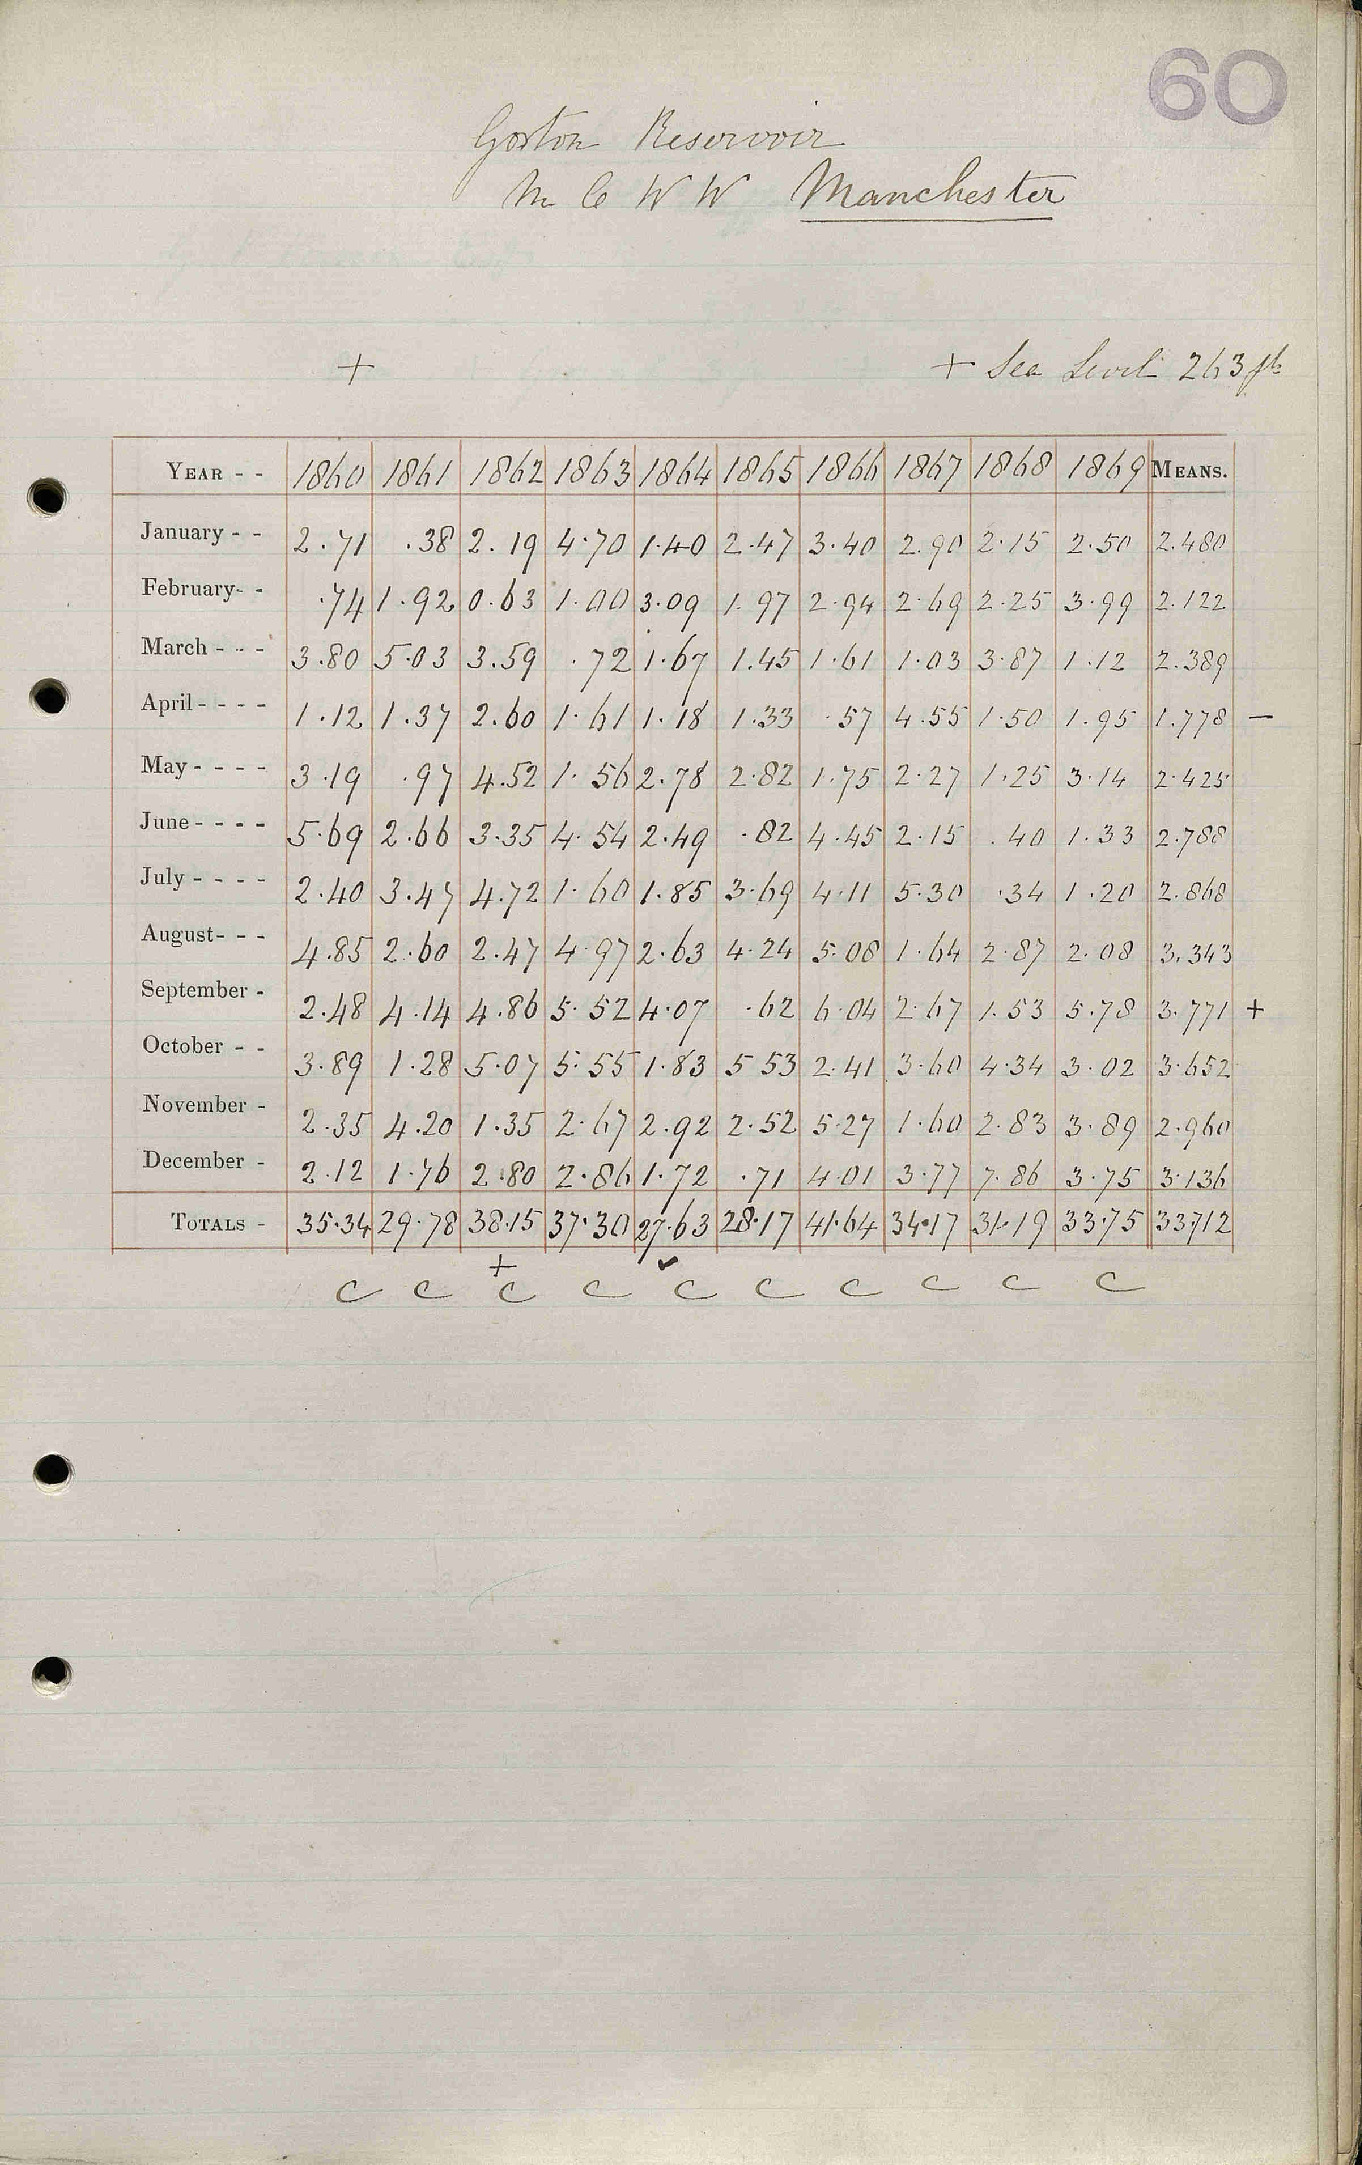 60
Gorton Reservoir
M C W W Manchester
+ + Sea Level 263 ft
YEAR - - 1860 1861 1862 1863 1864 1865 1866 1867 1868 1869 MEANS.
January - - 2.71 .38 2.19 4.70 1.40 2.47 3.40 2.90 2.15 2.50 2.480
February- - .74 1.92 0.63 1.00 3.09 1.97 2.94 2.69 2.25 3.99 2.122
March - - - 3.80 5.03 3.59 .72 1.67 1.45 1.61 1.03 3.87 1.12 2.389
April - - - - 1.12 1.37 2.60 1.61 1.18 1.33 .57 4.55 1.50 1.95 1.778 —
May - - - - 3.19 .97 4.52 1.56 2.78 2.82 1.75 2.27 1.25 3.14 2.425
June - - - - 5.69 2.66 3.35 4.54 2.49 .82 4.45 2.15 .40 1.33 2.788
July - - - - 2.40 3.47 4.72 1.60 1.85 3.69 4.11 5.30 .34 1.20 2.868
August- - - 4.85 2.60 2.47 4.97 2.63 4.24 5.08 1.64 2.87 2.08 3.343
September - 2.48 4.14 4.86 5.52 4.07 .62 6.04 2.67 1.53 5.78 3.771 +
October - - 3.89 1.28 5.07 5.55 1.83 5.53 2.41 3.60 4.34 3.02 3.652
November - 2.35 4.20 1.35 2.67 2.92 2.52 5.27 1.60 2.83 3.89 2.960
December - 2.12 1.76 2.80 2.86 1.72 .71 4.01 3.77 7.86 3.75 3.136
TOTALS - 35.34 29.78 38.15 37.30 27.63 28.17 41.64 34.17 31.19 33.75 33712
+ ✓
C C C C C C C C C C